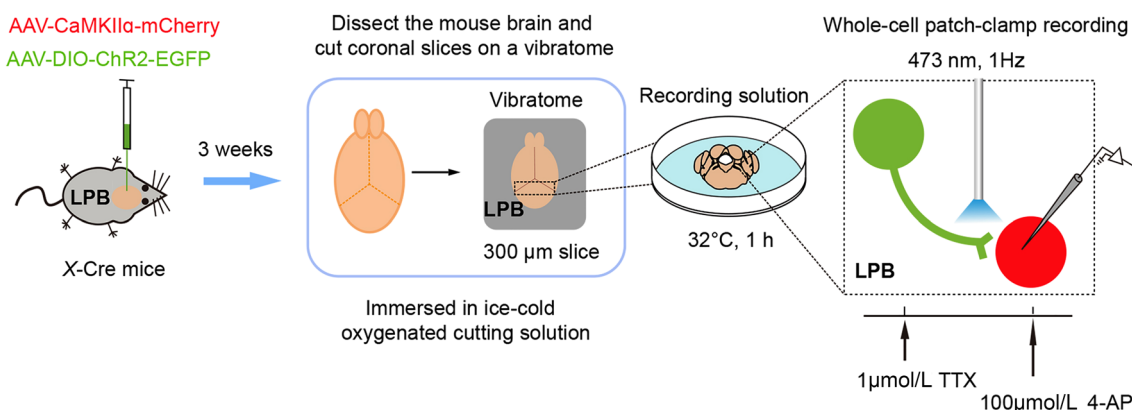 AAV-CaMKIIα-mCherry
AAV-DIO-ChR2-EGFP
LPB
X-Cre mice
3 weeks
Dissect the mouse brain and
cut coronal slices on a vibratome
Vibratome
LPB
300 µm slice
Immersed in ice-cold
oxygenated cutting solution
Recording solution
32°C, 1 h
Whole-cell patch-clamp recording
473 nm, 1Hz
LPB
1µmol/L TTX
100µmol/L 4-AP